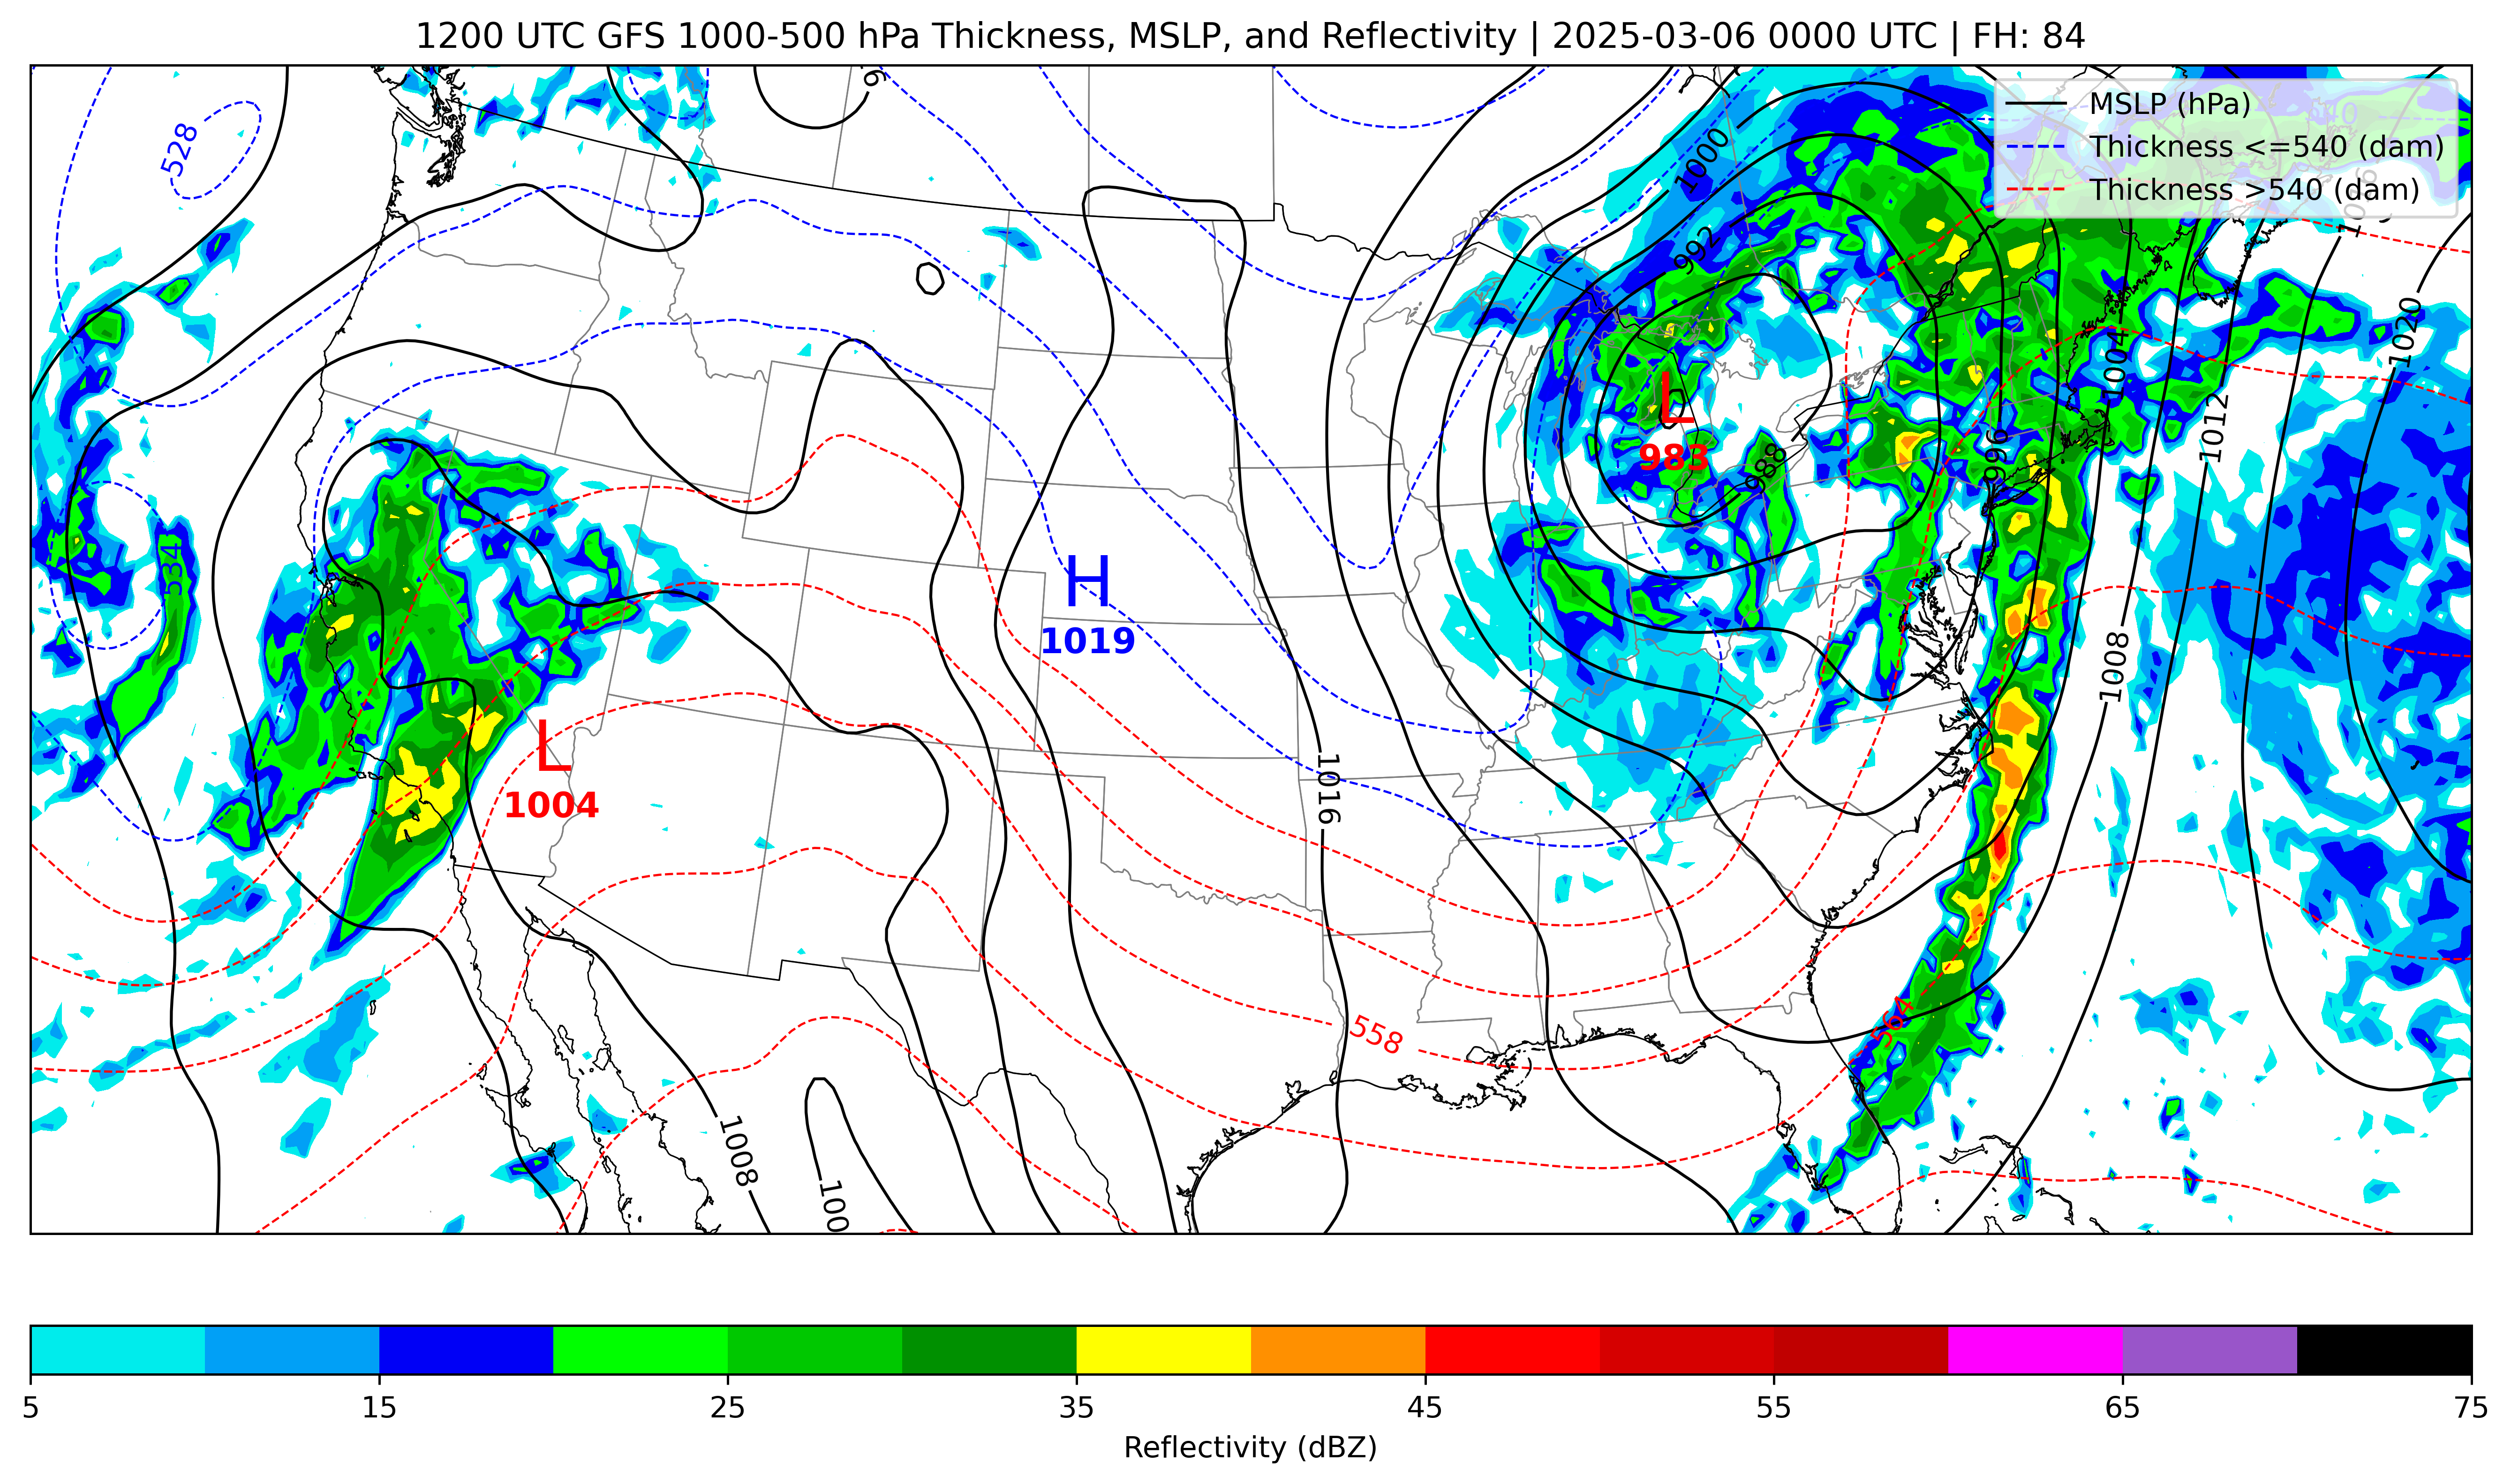 1200 UTC GFS 1000-500 hPa Thickness, MSLP, and Reflectivity | 2025-03-06 0000 UTC | FH: 84
MSLP (hPa)
Thickness <=540 (dam)
Thickness >540 (dam)
528
1000
992
1020
1004
L
983
1012
996
988
534
H
1019
1008
L
1004
1016
564
558
1008
100
5 15 25 35 45 55 65 75
Reflectivity (dBZ)